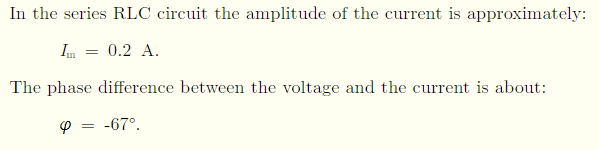 In the series RLC circuit the amplitude of the current is approximately:
Im = 0.2 A.
The phase difference between the voltage and the current is about:
φ = -67°.